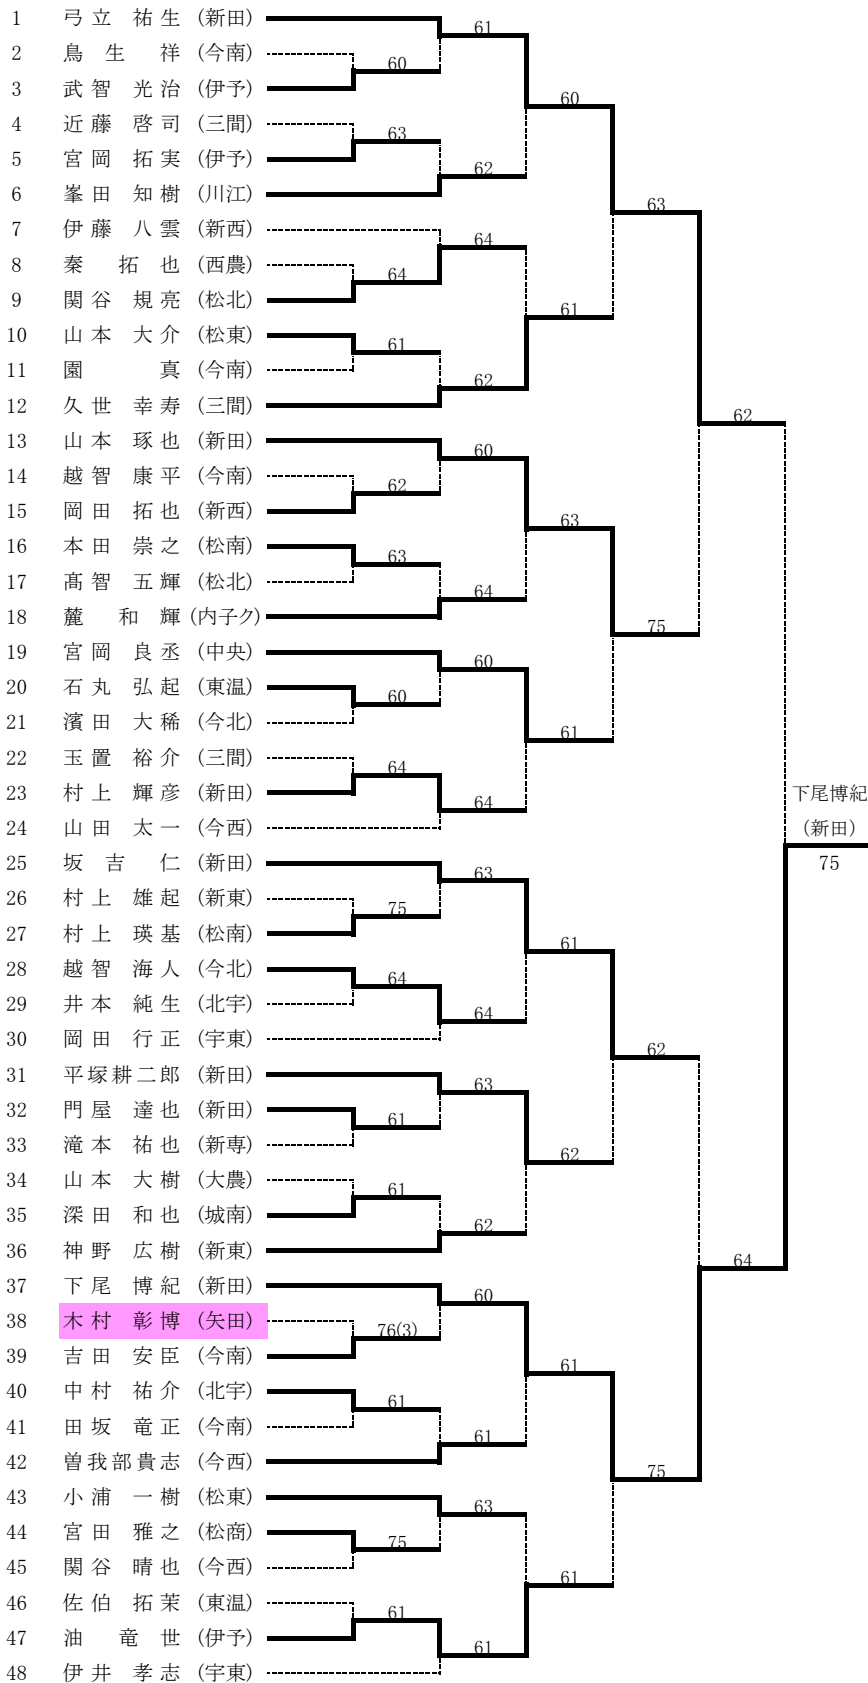 1 弓立 祐生 (新田)
61
2 鳥生 祥 (今南)
60
3 武智 光治 (伊予)
60
4 近藤 啓司 (三間)
63
5 宮岡 拓実 (伊予)
62
6 峯田 知樹 (川江)
63
7 伊藤 八雲 (新西)
64
8 秦 拓也 (西農)
64
9 関谷 規亮 (松北)
61
10 山本 大介 (松東)
61
11 園 真 (今南)
62
12 久世 幸寿 (三間)
62
13 山本 琢也 (新田)
60
14 越智 康平 (今南)
62
15 岡田 拓也 (新西)
63
16 本田 崇之 (松南)
63
17 髙智 五輝 (松北)
64
18 麓 和輝 (内子ク)
75
19 宮岡 良丞 (中央)
60
20 石丸 弘起 (東温)
60
21 濱田 大稀 (今北)
61
22 玉置 裕介 (三間)
64
23 村上 輝彦 (新田)
64
下尾博紀
24 山田 太一 (今西)
(新田)
25 坂吉 仁 (新田)
75
63
26 村上 雄起 (新東)
75
27 村上 瑛基 (松南)
61
28 越智 海人 (今北)
64
29 井本 純生 (北宇)
64
30 岡田 行正 (宇東)
62
31 平塚耕二郎 (新田)
63
32 門屋 達也 (新田)
61
33 滝本 祐也 (新専)
62
34 山本 大樹 (大農)
61
35 深田 和也 (城南)
62
36 神野 広樹 (新東)
64
37 下尾 博紀 (新田)
60
38 木村 彰博 (矢田)
76(3)
39 吉田 安臣 (今南)
61
40 中村 祐介 (北宇)
61
41 田坂 竜正 (今南)
61
42 曽我部貴志 (今西)
75
43 小浦 一樹 (松東)
63
44 宮田 雅之 (松商)
75
45 関谷 晴也 (今西)
61
46 佐伯 拓茉 (東温)
61
47 油 竜世 (伊予)
61
48 伊井 孝志 (宇東)